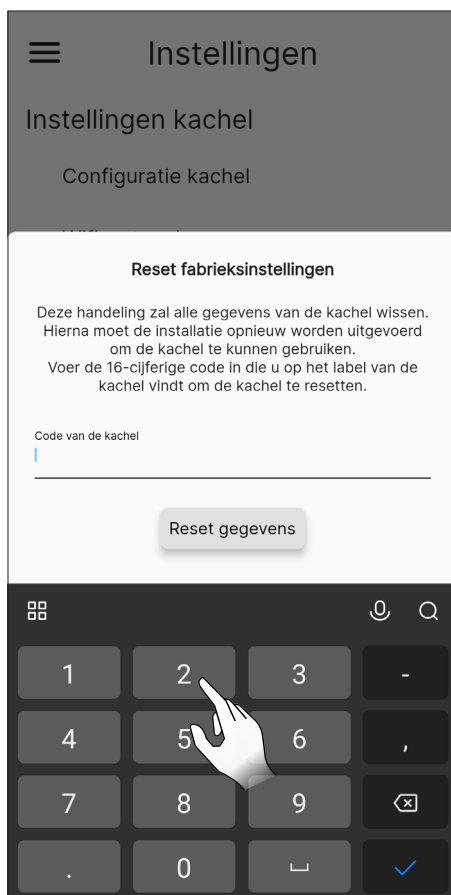 Instellingen
Instellingen kachel
Configuratie kachel
Reset fabrieksinstellingen
Deze handeling zal alle gegevens van de kachel wissen.
Hierna moet de installatie opnieuw worden uitgevoerd
om de kachel te kunnen gebruiken.
Voer de 16-cijferige code in die u op het label van de
kachel vindt om de kachel te resetten.
Code van de kachel
Reset gegevens
1 2 3 -
4 5 6 ,
7 8 9
. 0